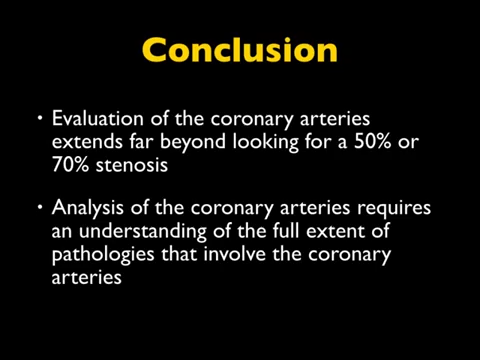 Conclusion
• Evaluation of the coronary arteries
extends far beyond looking for a 50% or
70% stenosis
• Analysis of the coronary arteries requires
an understanding of the full extent of
pathologies that involve the coronary
arteries